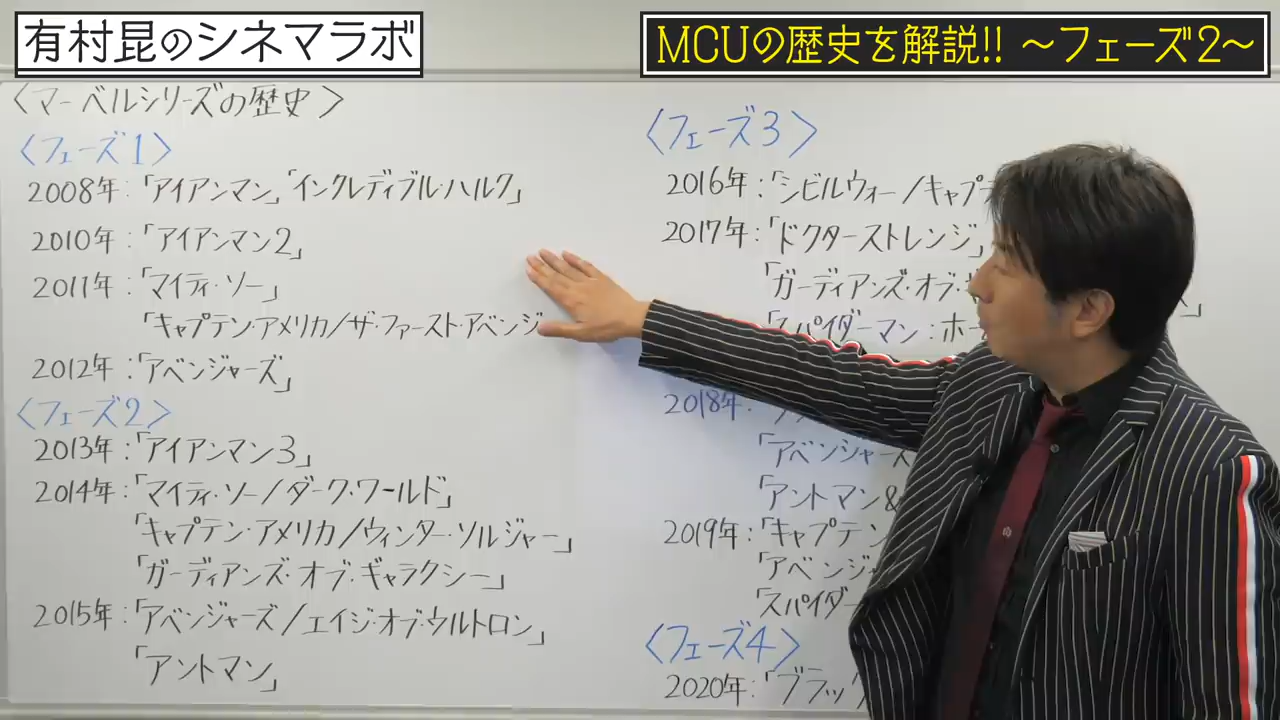 有村昆のシネマラボ
MCUの歴史を解説!! ~フェーズ2~
〈マーベルシリーズの歴史〉
〈フェーズ1〉
2008年:「アイアンマン」「インクレディブル・ハルク」
2010年:「アイアンマン2」
2011年:「マイティ・ソー」
「キャプテン・アメリカ/ザ・ファースト・アベンジ
2012年:「アベンジャーズ」
〈フェーズ2〉
2013年:「アイアンマン3」
2014年:「マイティ・ソー/ダーク・ワールド」
「キャプテン・アメリカ/ウィンター・ソルジャー」
「ガーディアンズ・オブ・ギャラクシー」
2015年:「アベンジャーズ/エイジ・オブ・ウルトロン」
「アントマン」
〈フェーズ3〉
2016年:「シビルウォー/キャプテ
2017年:「ドクターストレンジ」
「ガーディアンズ・オブ・
「スパイダーマン:ホー
2018年:
「アベンジャーズ
「アントマン&
2019年:「キャプテン
「アベンジャ
「スパイダー
〈フェーズ4〉
2020年:「ブラック